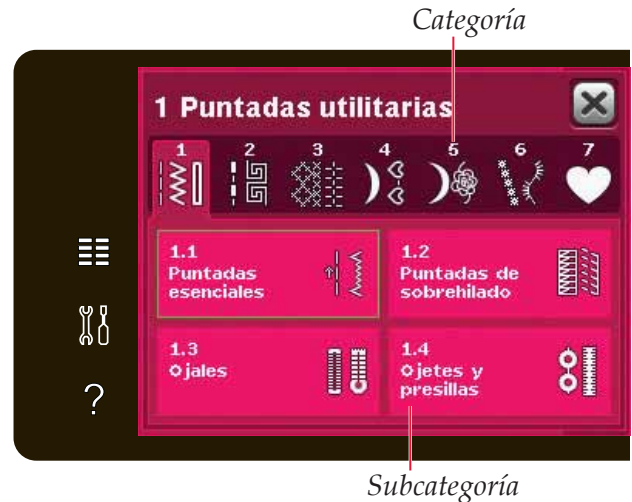 Categoría
1 Puntadas utilitarias
1 2 3 4 5 6 7
1.1
Puntadas
esenciales
1.2
Puntadas de
sobrehilado
1.3
Ojales
1.4
Ojetes y
presillas
?
Subcategoría